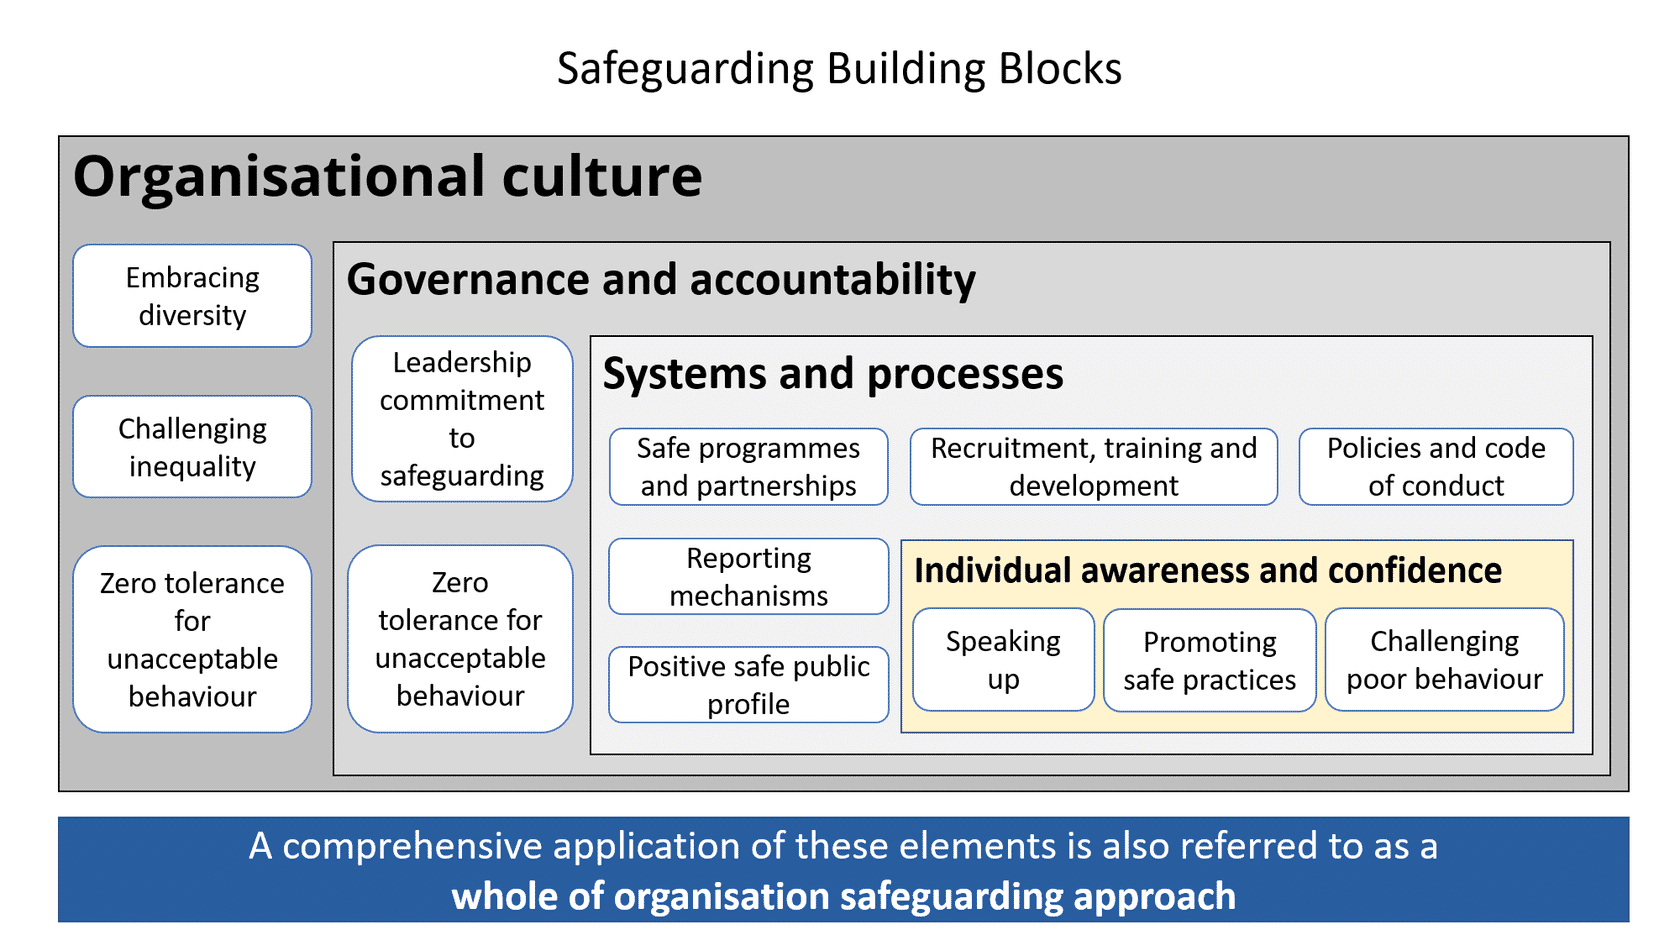 Safeguarding Building Blocks
Organisational culture
Embracing
diversity
Challenging
inequality
Zero tolerance
for
unacceptable
behaviour
Governance and accountability
Leadership
commitment
to
safeguarding
Zero
tolerance for
unacceptable
behaviour
Systems and processes
Safe programmes
and partnerships
Recruitment, training and
development
Policies and code
of conduct
Reporting
mechanisms
Positive safe public
profile
Individual awareness and confidence
Speaking
up
Promoting
safe practices
Challenging
poor behaviour
A comprehensive application of these elements is also referred to as a
whole of organisation safeguarding approach